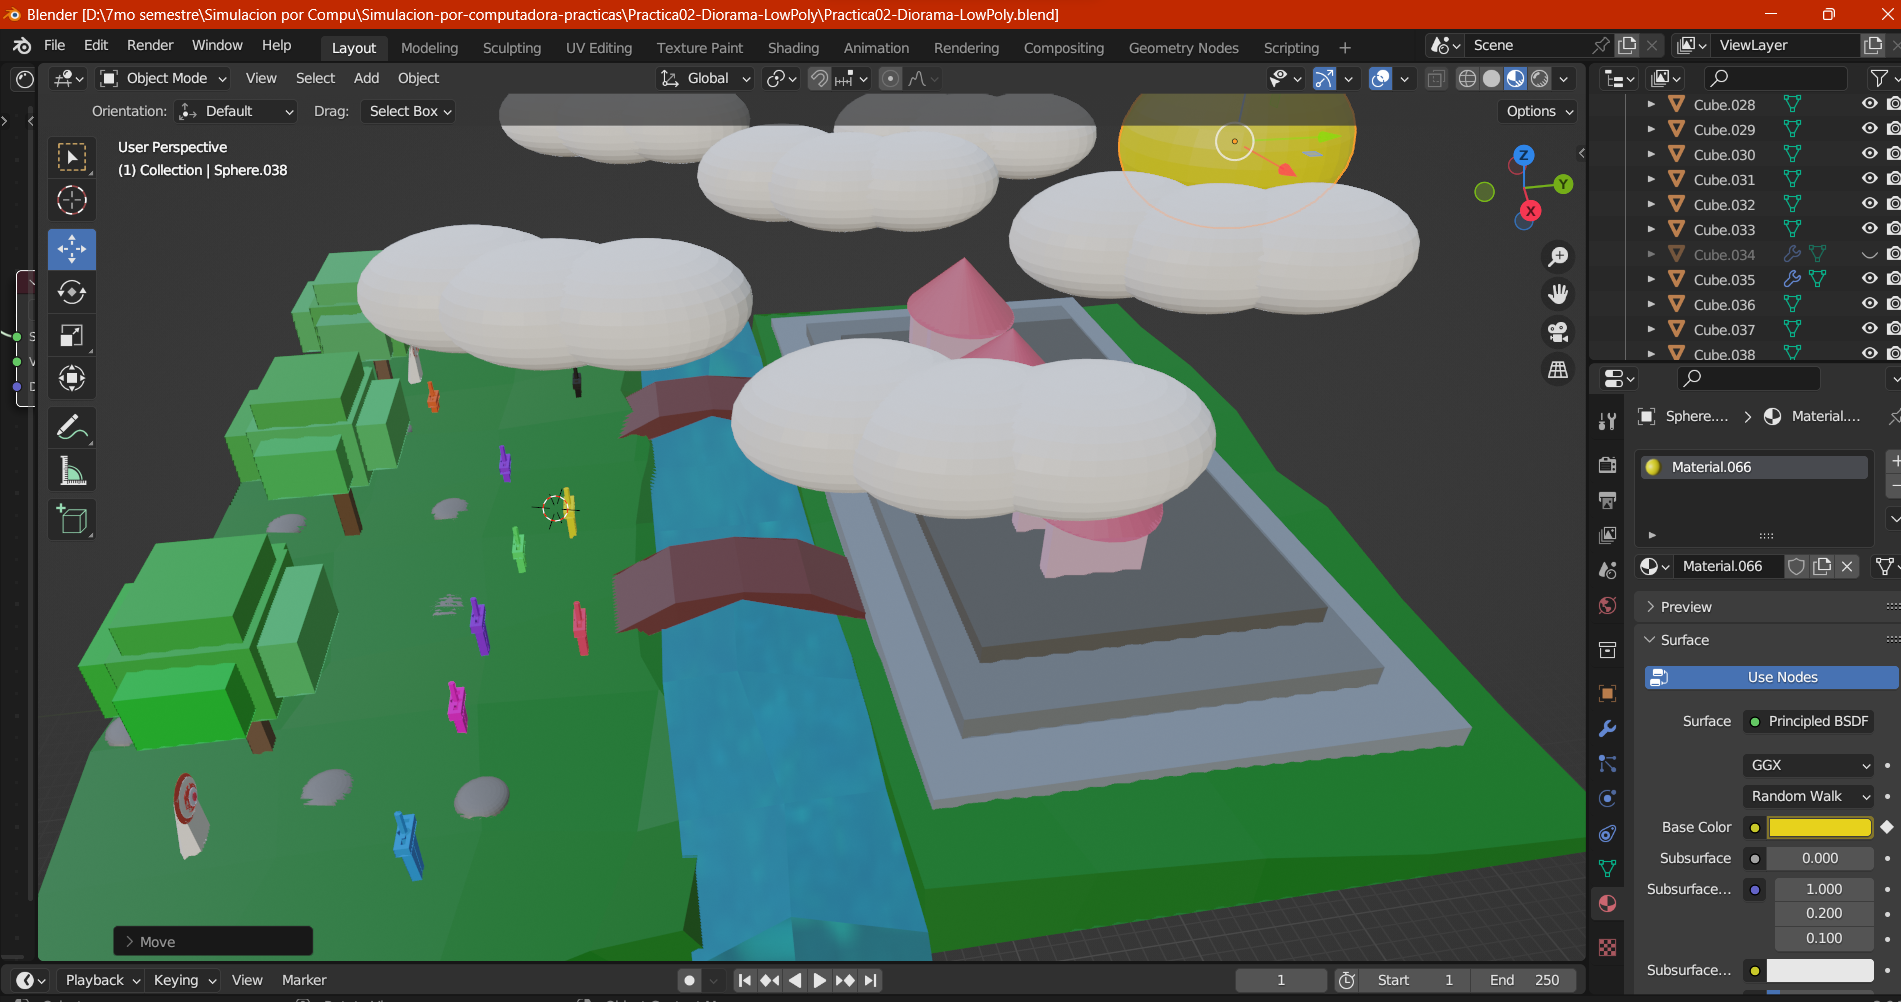 Blender [D:\7mo semestre\Simulacion por Compu\Simulacion-por-computadora-practicas\Practica02-Diorama-LowPoly\Practica02-Diorama-LowPoly.blend]
File Edit Render Window Help Layout Modeling Sculpting UV Editing Texture Paint Shading Animation Rendering Compositing Geometry Nodes Scripting + Scene ViewLayer
Object Mode View Select Add Object Global
Orientation: Default Drag: Select Box Options
User Perspective
(1) Collection | Sphere.038
Z
Y
X
Cube.028
Cube.029
Cube.030
Cube.031
Cube.032
Cube.033
Cube.034
Cube.035
Cube.036
Cube.037
Cube.038
Sphere.... > Material....
Material.066
Material.066
Preview
Surface
Use Nodes
Surface Principled BSDF
GGX
Random Walk
Base Color
Subsurface 0.000
Subsurface... 1.000
0.200
0.100
Subsurface...
Move
Playback Keying View Marker 1 Start 1 End 250